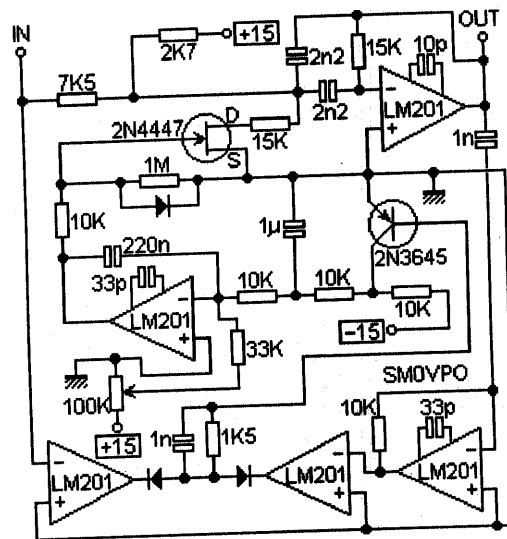 IN
OUT
2K7
+15
2n2
15K
10p
7K5
2n2
LM201
2N4447
D
15K
1n
S
1M
10K
1µ
220n
2N3645
33p
10K
10K
10K
LM201
-15
33K
100K
SM0VPO
+15
10K
33p
1n
1K5
LM201
LM201
LM201